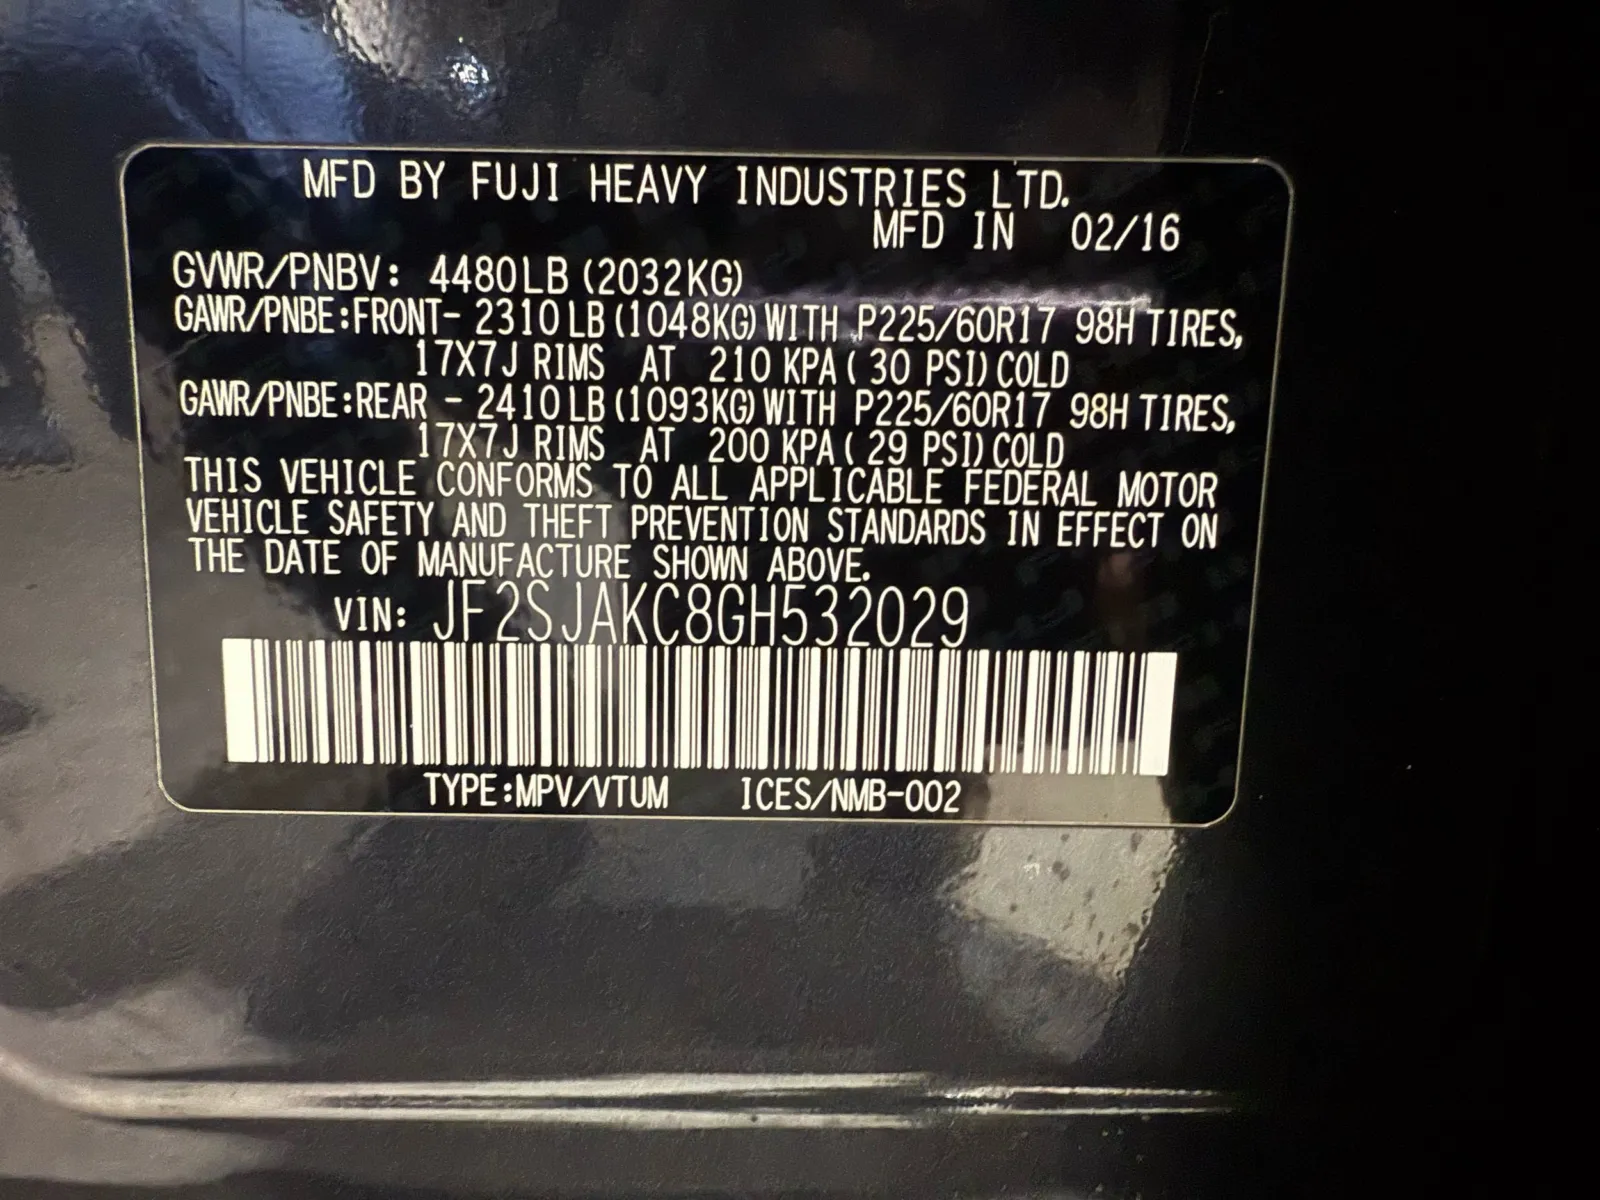 MFD BY FUJI HEAVY INDUSTRIES LTD.
MFD IN 02/16
GVWR/PNBV: 4480LB (2032KG)
GAWR/PNBE:FRONT- 2310LB (1048KG) WITH P225/60R17 98H TIRES,
17X7J RIMS AT 210 KPA ( 30 PSI) COLD
GAWR/PNBE:REAR - 2410LB (1093KG) WITH P225/60R17 98H TIRES,
17X7J RIMS AT 200 KPA ( 29 PSI) COLD
THIS VEHICLE CONFORMS TO ALL APPLICABLE FEDERAL MOTOR
VEHICLE SAFETY AND THEFT PREVENTION STANDARDS IN EFFECT ON
THE DATE OF MANUFACTURE SHOWN ABOVE.
VIN: JF2SJAKC8GH532029
TYPE:MPV/VTUM ICES/NMB-002